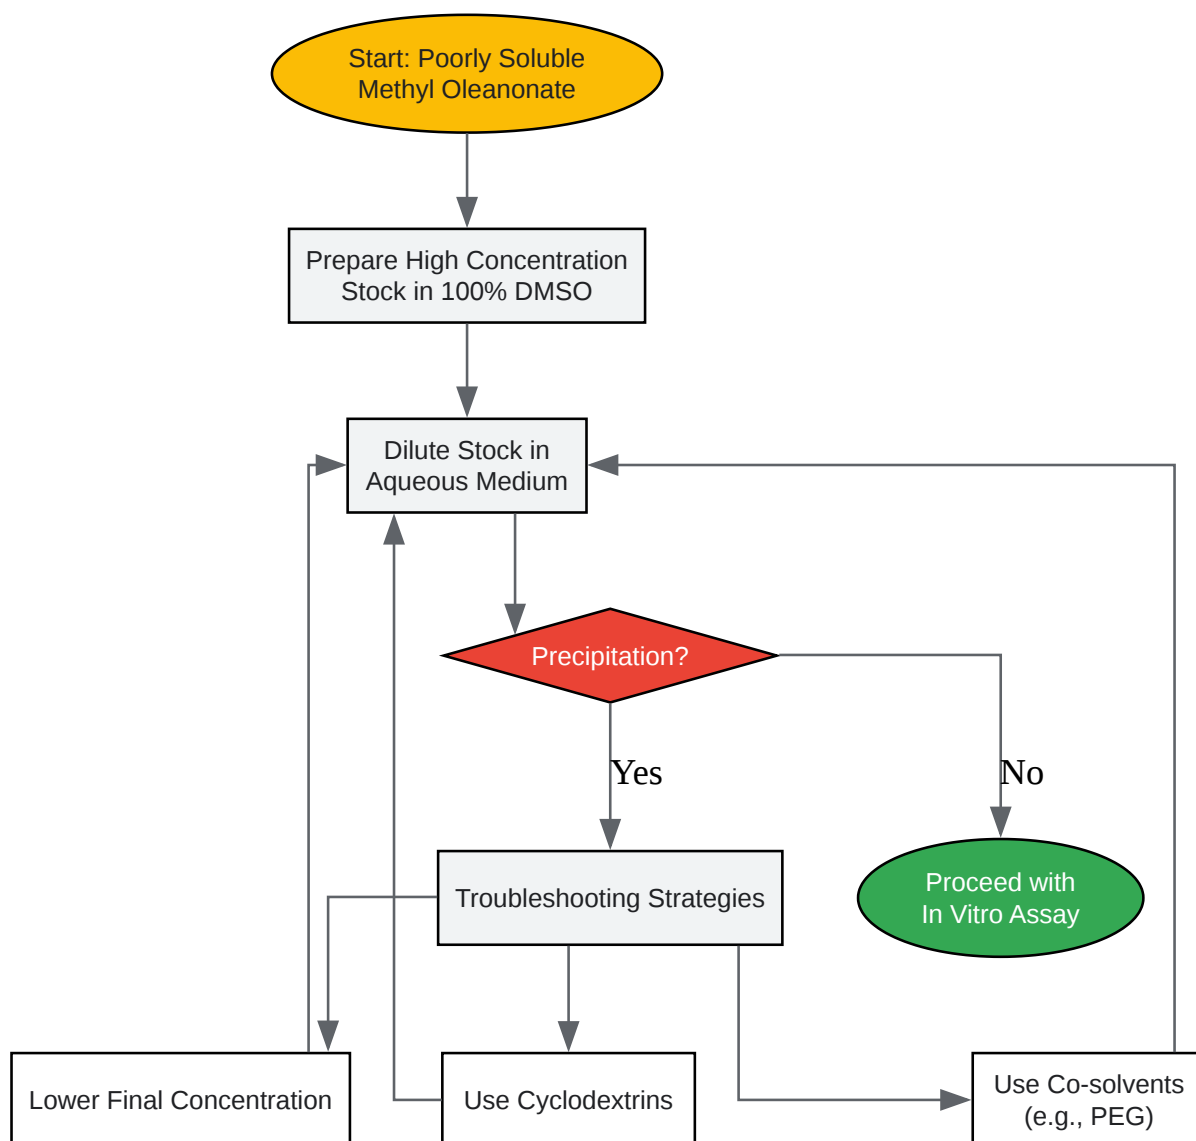 Start: Poorly Soluble
Methyl Oleanonate
Prepare High Concentration
Stock in 100% DMSO
Dilute Stock in
Aqueous Medium
Precipitation?
Yes
No
Troubleshooting Strategies
Proceed with
In Vitro Assay
Lower Final Concentration
Use Cyclodextrins
Use Co-solvents
(e.g., PEG)